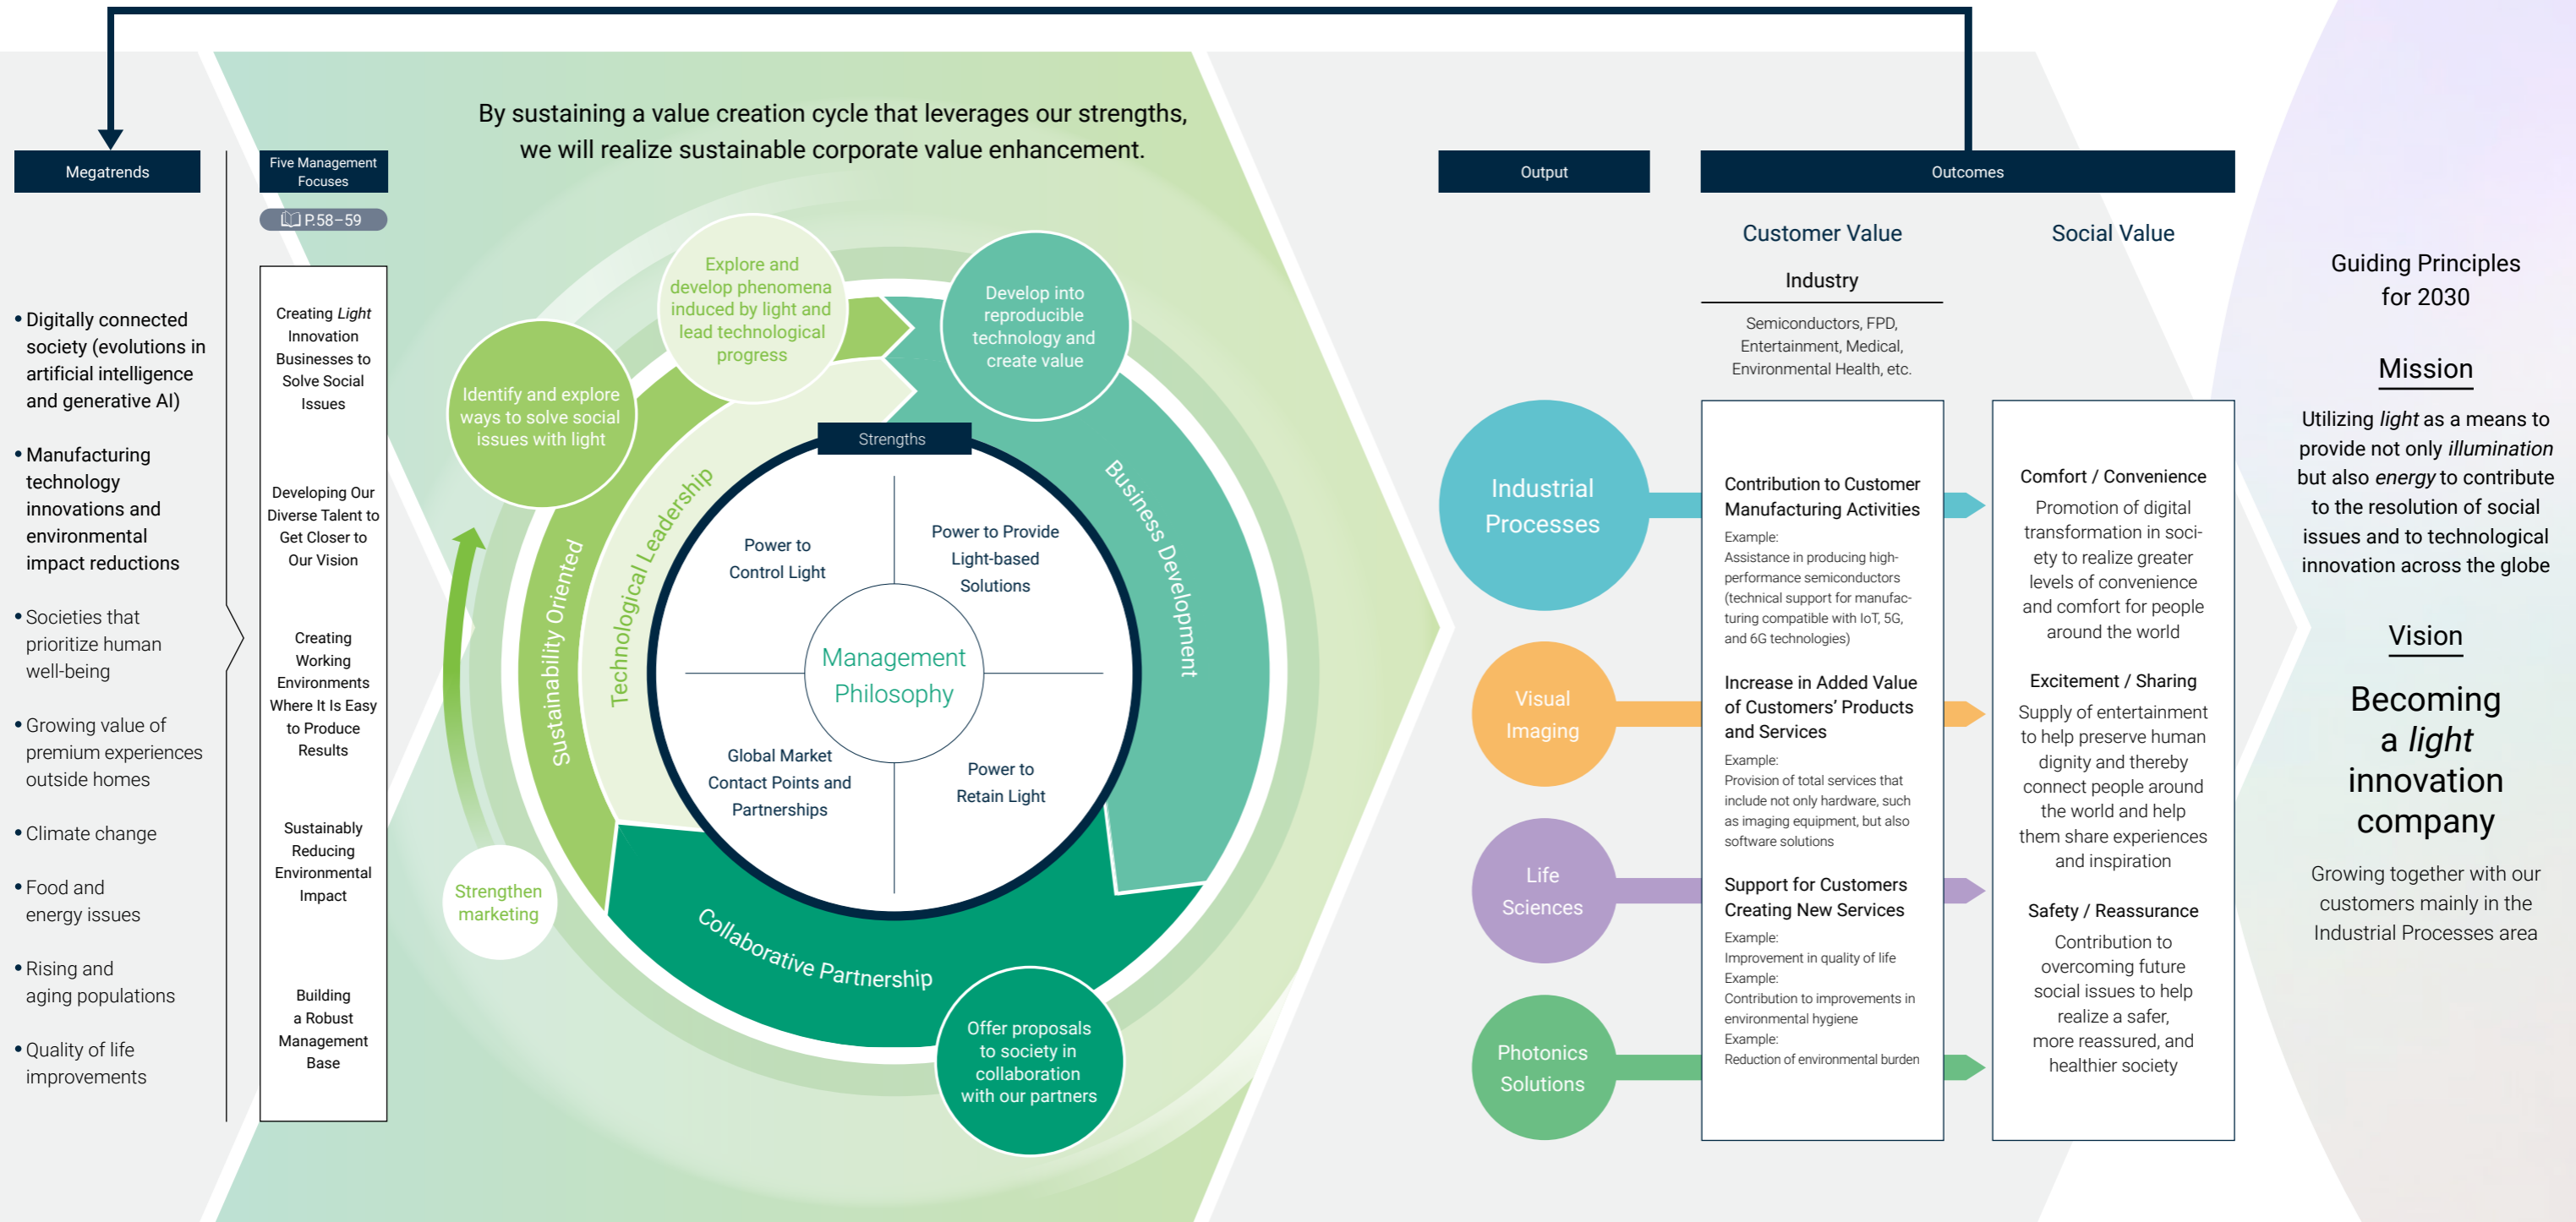 By sustaining a value creation cycle that leverages our strengths,
we will realize sustainable corporate value enhancement.
Megatrends
• Digitally connected
society (evolutions in
artificial intelligence
and generative AI)
• Manufacturing
technology
innovations and
environmental
impact reductions
• Societies that
prioritize human
well-being
• Growing value of
premium experiences
outside homes
• Climate change
• Food and
energy issues
• Rising and
aging populations
• Quality of life
improvements
Five Management
Focuses
P.58–59
Creating Light
Innovation
Businesses to
Solve Social
Issues
Developing Our
Diverse Talent to
Get Closer to
Our Vision
Creating
Working
Environments
Where It Is Easy
to Produce
Results
Sustainably
Reducing
Environmental
Impact
Building
a Robust
Management
Base
Identify and explore
ways to solve social
issues with light
Explore and
develop phenomena
induced by light and
lead technological
progress
Develop into
reproducible
technology and
create value
Sustainability Oriented
Technological Leadership
Business Development
Collaborative Partnership
Strengths
Power to
Control Light
Power to Provide
Light-based
Solutions
Management
Philosophy
Global Market
Contact Points and
Partnerships
Power to
Retain Light
Strengthen
marketing
Offer proposals
to society in
collaboration
with our partners
Output
Industrial
Processes
Visual
Imaging
Life
Sciences
Photonics
Solutions
Outcomes
Customer Value
Industry
Semiconductors, FPD,
Entertainment, Medical,
Environmental Health, etc.
Contribution to Customer
Manufacturing Activities
Example:
Assistance in producing high-
performance semiconductors
(technical support for manufac-
turing compatible with IoT, 5G,
and 6G technologies)
Increase in Added Value
of Customers’ Products
and Services
Example:
Provision of total services that
include not only hardware, such
as imaging equipment, but also
software solutions
Support for Customers
Creating New Services
Example:
Improvement in quality of life
Example:
Contribution to improvements in
environmental hygiene
Example:
Reduction of environmental burden
Social Value
Comfort / Convenience
Promotion of digital
transformation in soci-
ety to realize greater
levels of convenience
and comfort for people
around the world
Excitement / Sharing
Supply of entertainment
to help preserve human
dignity and thereby
connect people around
the world and help
them share experiences
and inspiration
Safety / Reassurance
Contribution to
overcoming future
social issues to help
realize a safer,
more reassured, and
healthier society
Guiding Principles
for 2030
Mission
Utilizing light as a means to
provide not only illumination
but also energy to contribute
to the resolution of social
issues and to technological
innovation across the globe
Vision
Becoming
a light
innovation
company
Growing together with our
customers mainly in the
Industrial Processes area